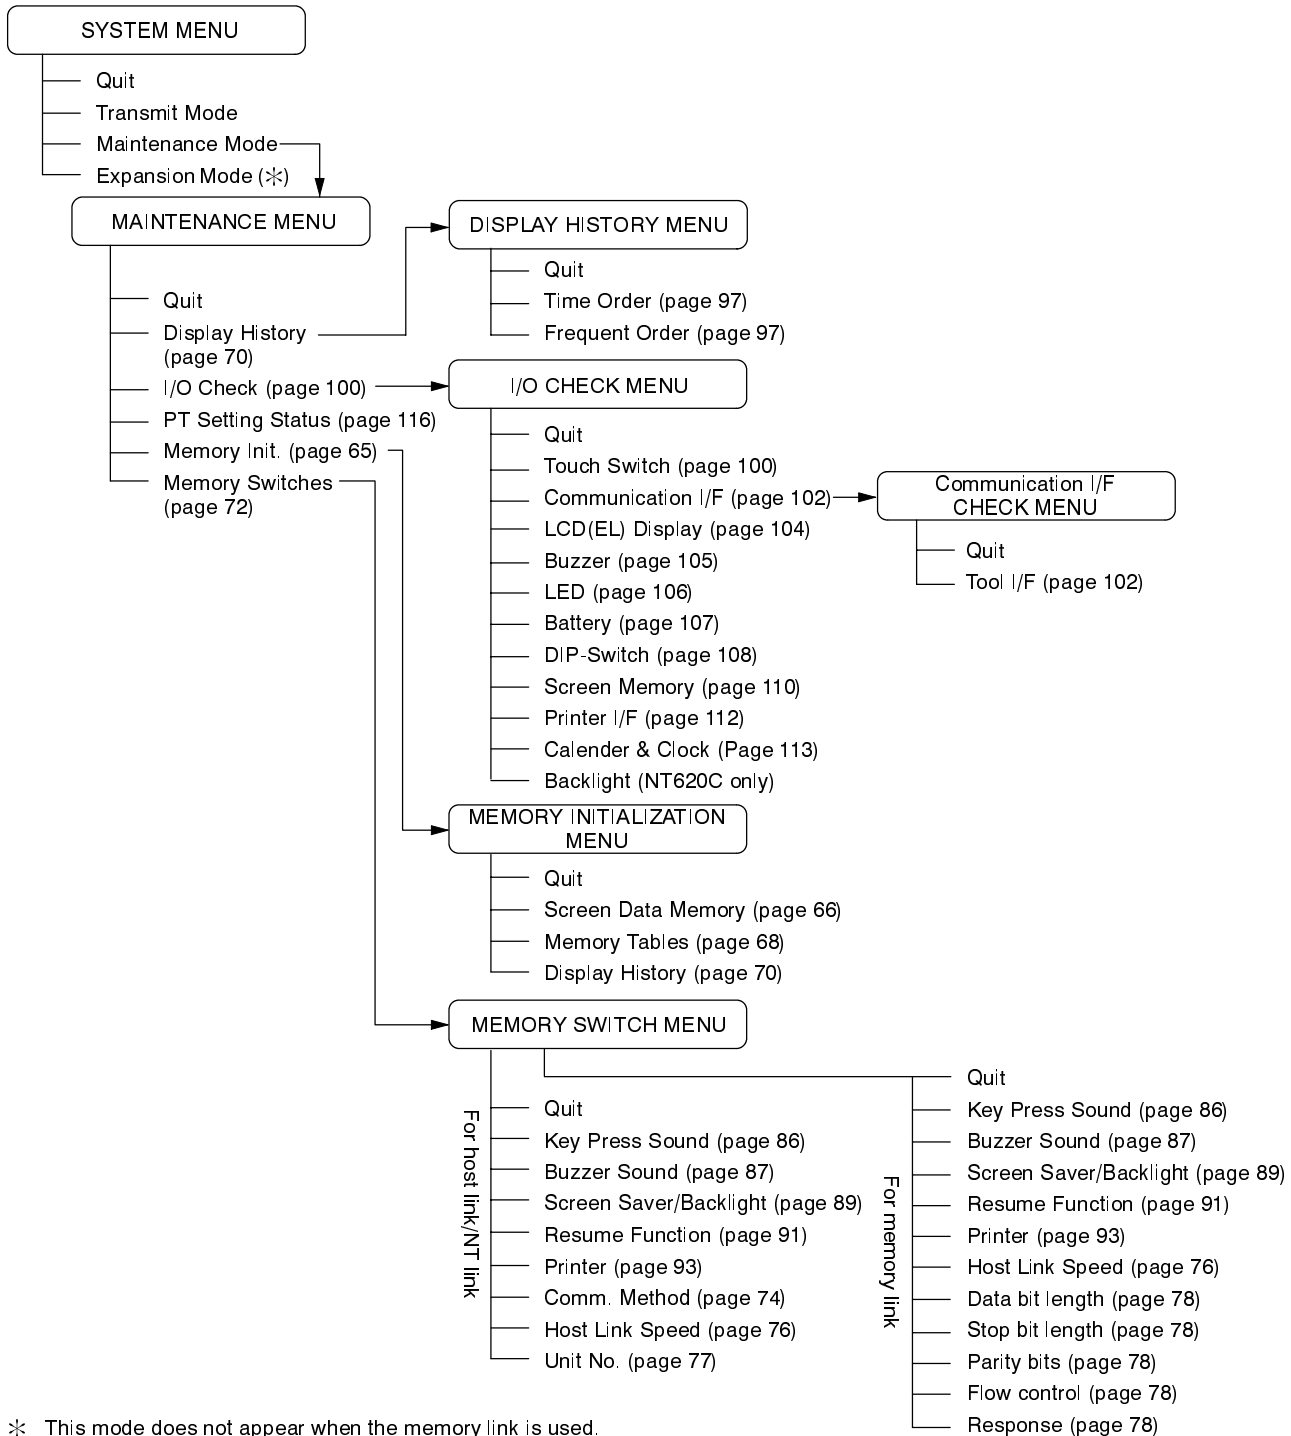 SYSTEM MENU
Quit
Transmit Mode
Maintenance Mode
Expansion Mode (✻)
MAINTENANCE MENU
Quit
Display History
(page 70)
I/O Check (page 100)
PT Setting Status (page 116)
Memory Init. (page 65)
Memory Switches
(page 72)
DISPLAY HISTORY MENU
Quit
Time Order (page 97)
Frequent Order (page 97)
I/O CHECK MENU
Quit
Touch Switch (page 100)
Communication I/F (page 102)
LCD(EL) Display (page 104)
Buzzer (page 105)
LED (page 106)
Battery (page 107)
DIP-Switch (page 108)
Screen Memory (page 110)
Printer I/F (page 112)
Calender & Clock (Page 113)
Backlight (NT620C only)
Communication I/F
CHECK MENU
Quit
Tool I/F (page 102)
MEMORY INITIALIZATION
MENU
Quit
Screen Data Memory (page 66)
Memory Tables (page 68)
Display History (page 70)
MEMORY SWITCH MENU
For host link/NT link
Quit
Key Press Sound (page 86)
Buzzer Sound (page 87)
Screen Saver/Backlight (page 89)
Resume Function (page 91)
Printer (page 93)
Comm. Method (page 74)
Host Link Speed (page 76)
Unit No. (page 77)
For memory link
Quit
Key Press Sound (page 86)
Buzzer Sound (page 87)
Screen Saver/Backlight (page 89)
Resume Function (page 91)
Printer (page 93)
Host Link Speed (page 76)
Data bit length (page 78)
Stop bit length (page 78)
Parity bits (page 78)
Flow control (page 78)
Response (page 78)
✻ This mode does not appear when the memory link is used.